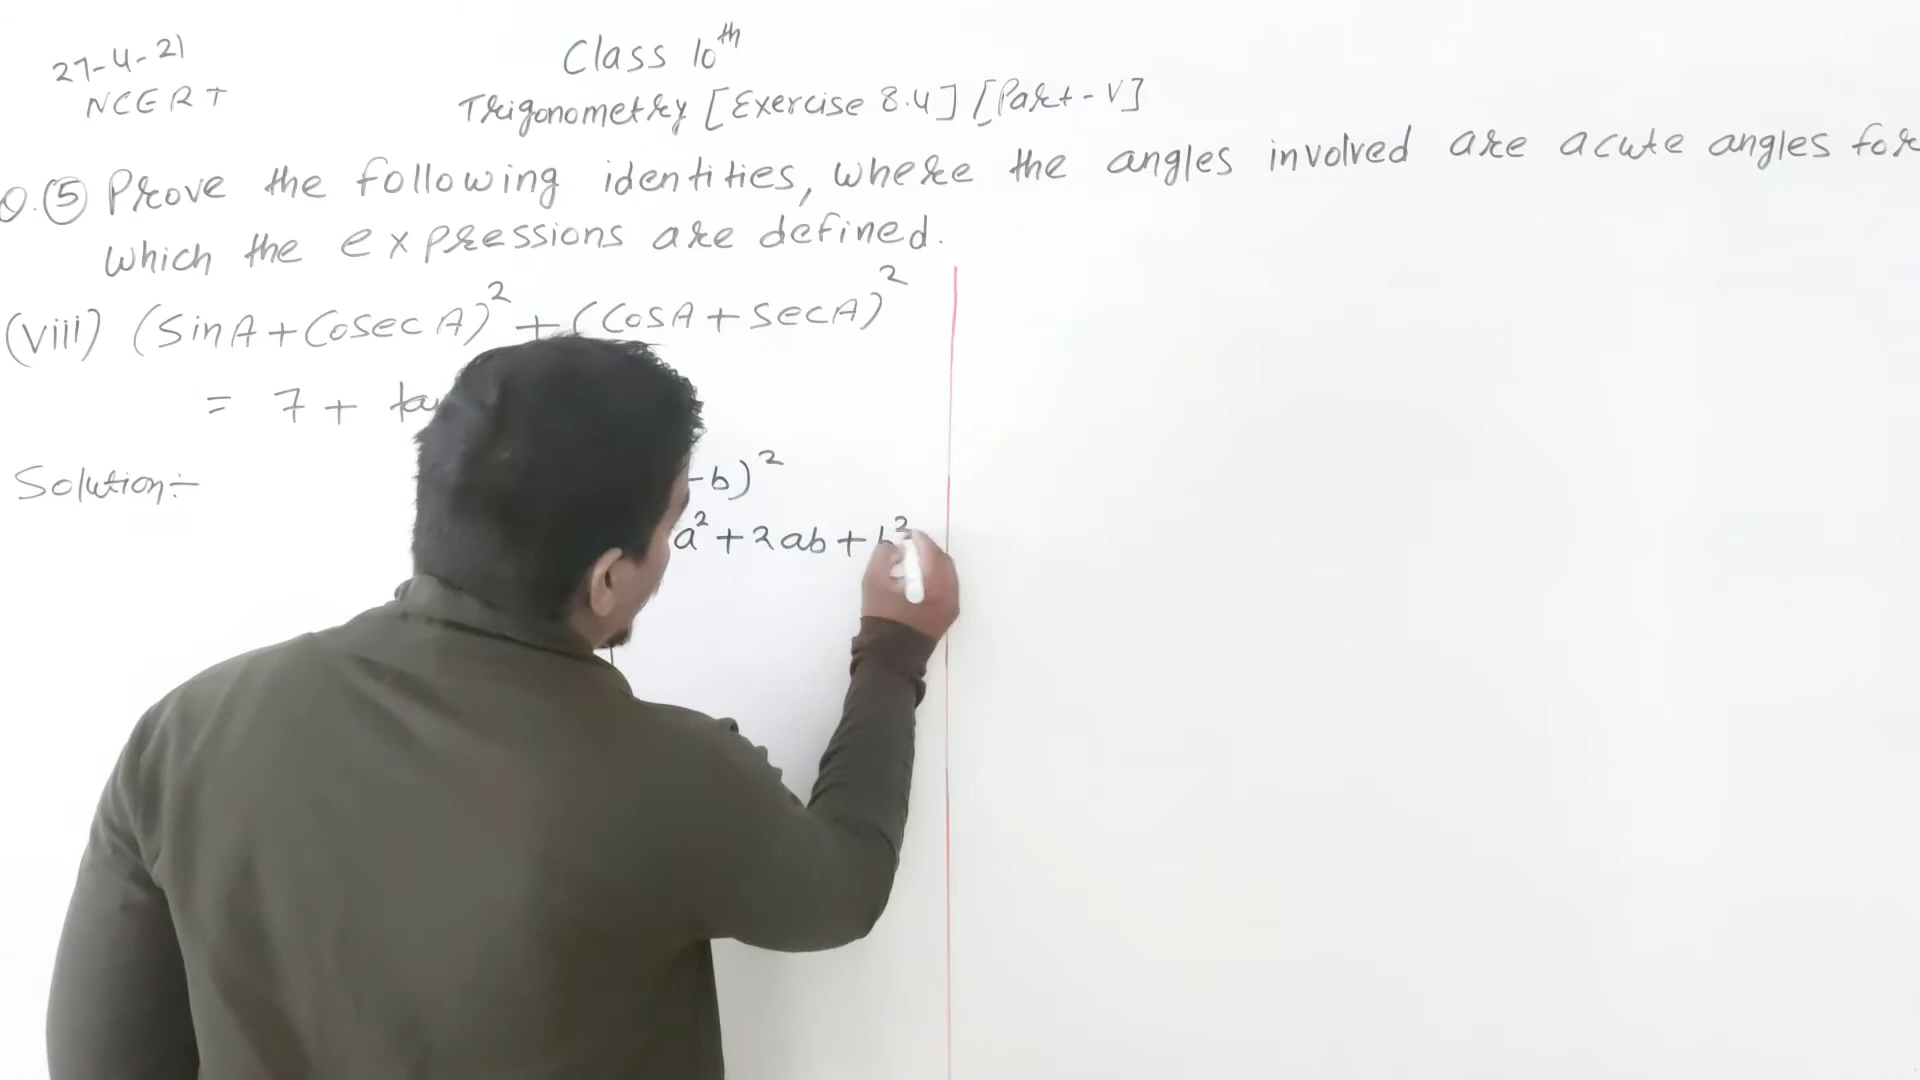 27-4-21
NCERT
Class 10th
Trigonometry [Exercise 8.4] [Part-V]
Q.(5) Prove the following identities, where the angles involved are acute angles for
which the expressions are defined.
(viii) (SinA+CosecA)²+(CosA+secA)²
= 7 +
Solution:-
b)²
a²+2ab+b²